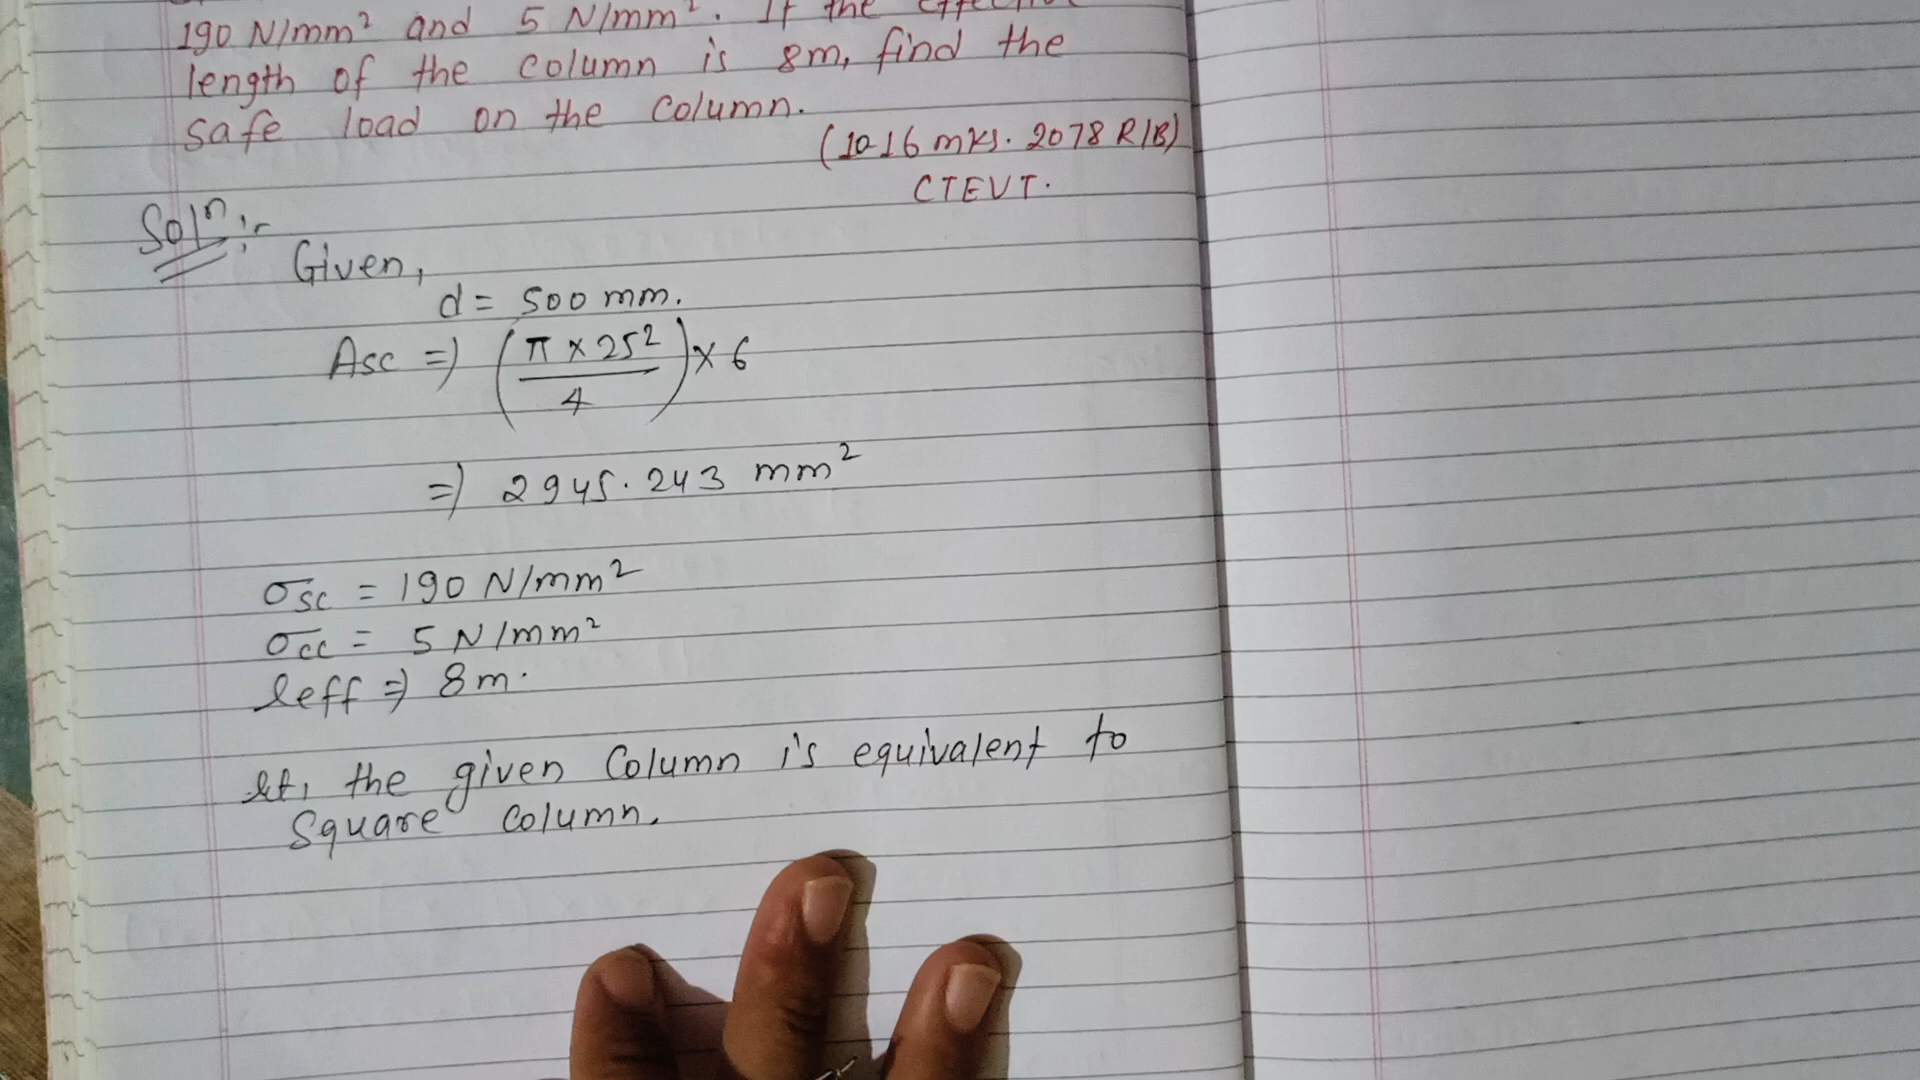 190 N/mm² and 5 N/mm². If the
length of the column is 8m, find the
safe load on the column.
(10-16 mks. 2078 R/B)
CTEVT.
Solⁿ:-
Given,
d = 500 mm.
Asc ⇒ (π × 25² / 4) × 6
⇒ 2945.243 mm²
σsc = 190 N/mm²
σcc = 5 N/mm²
leff ⇒ 8m.
let, the given Column is equivalent to
Square column.